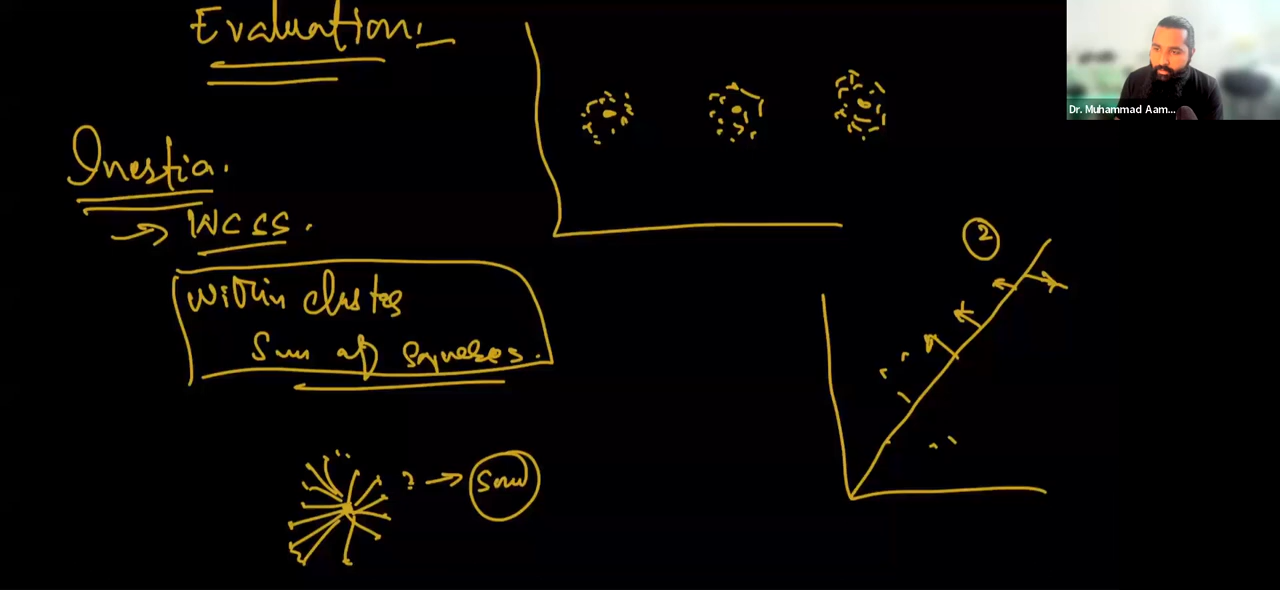 Evaluation.
Inertia.
→ WCSS.
within cluster
Sum of squares.
? → Sum
2
Dr. Muhammad Aam...